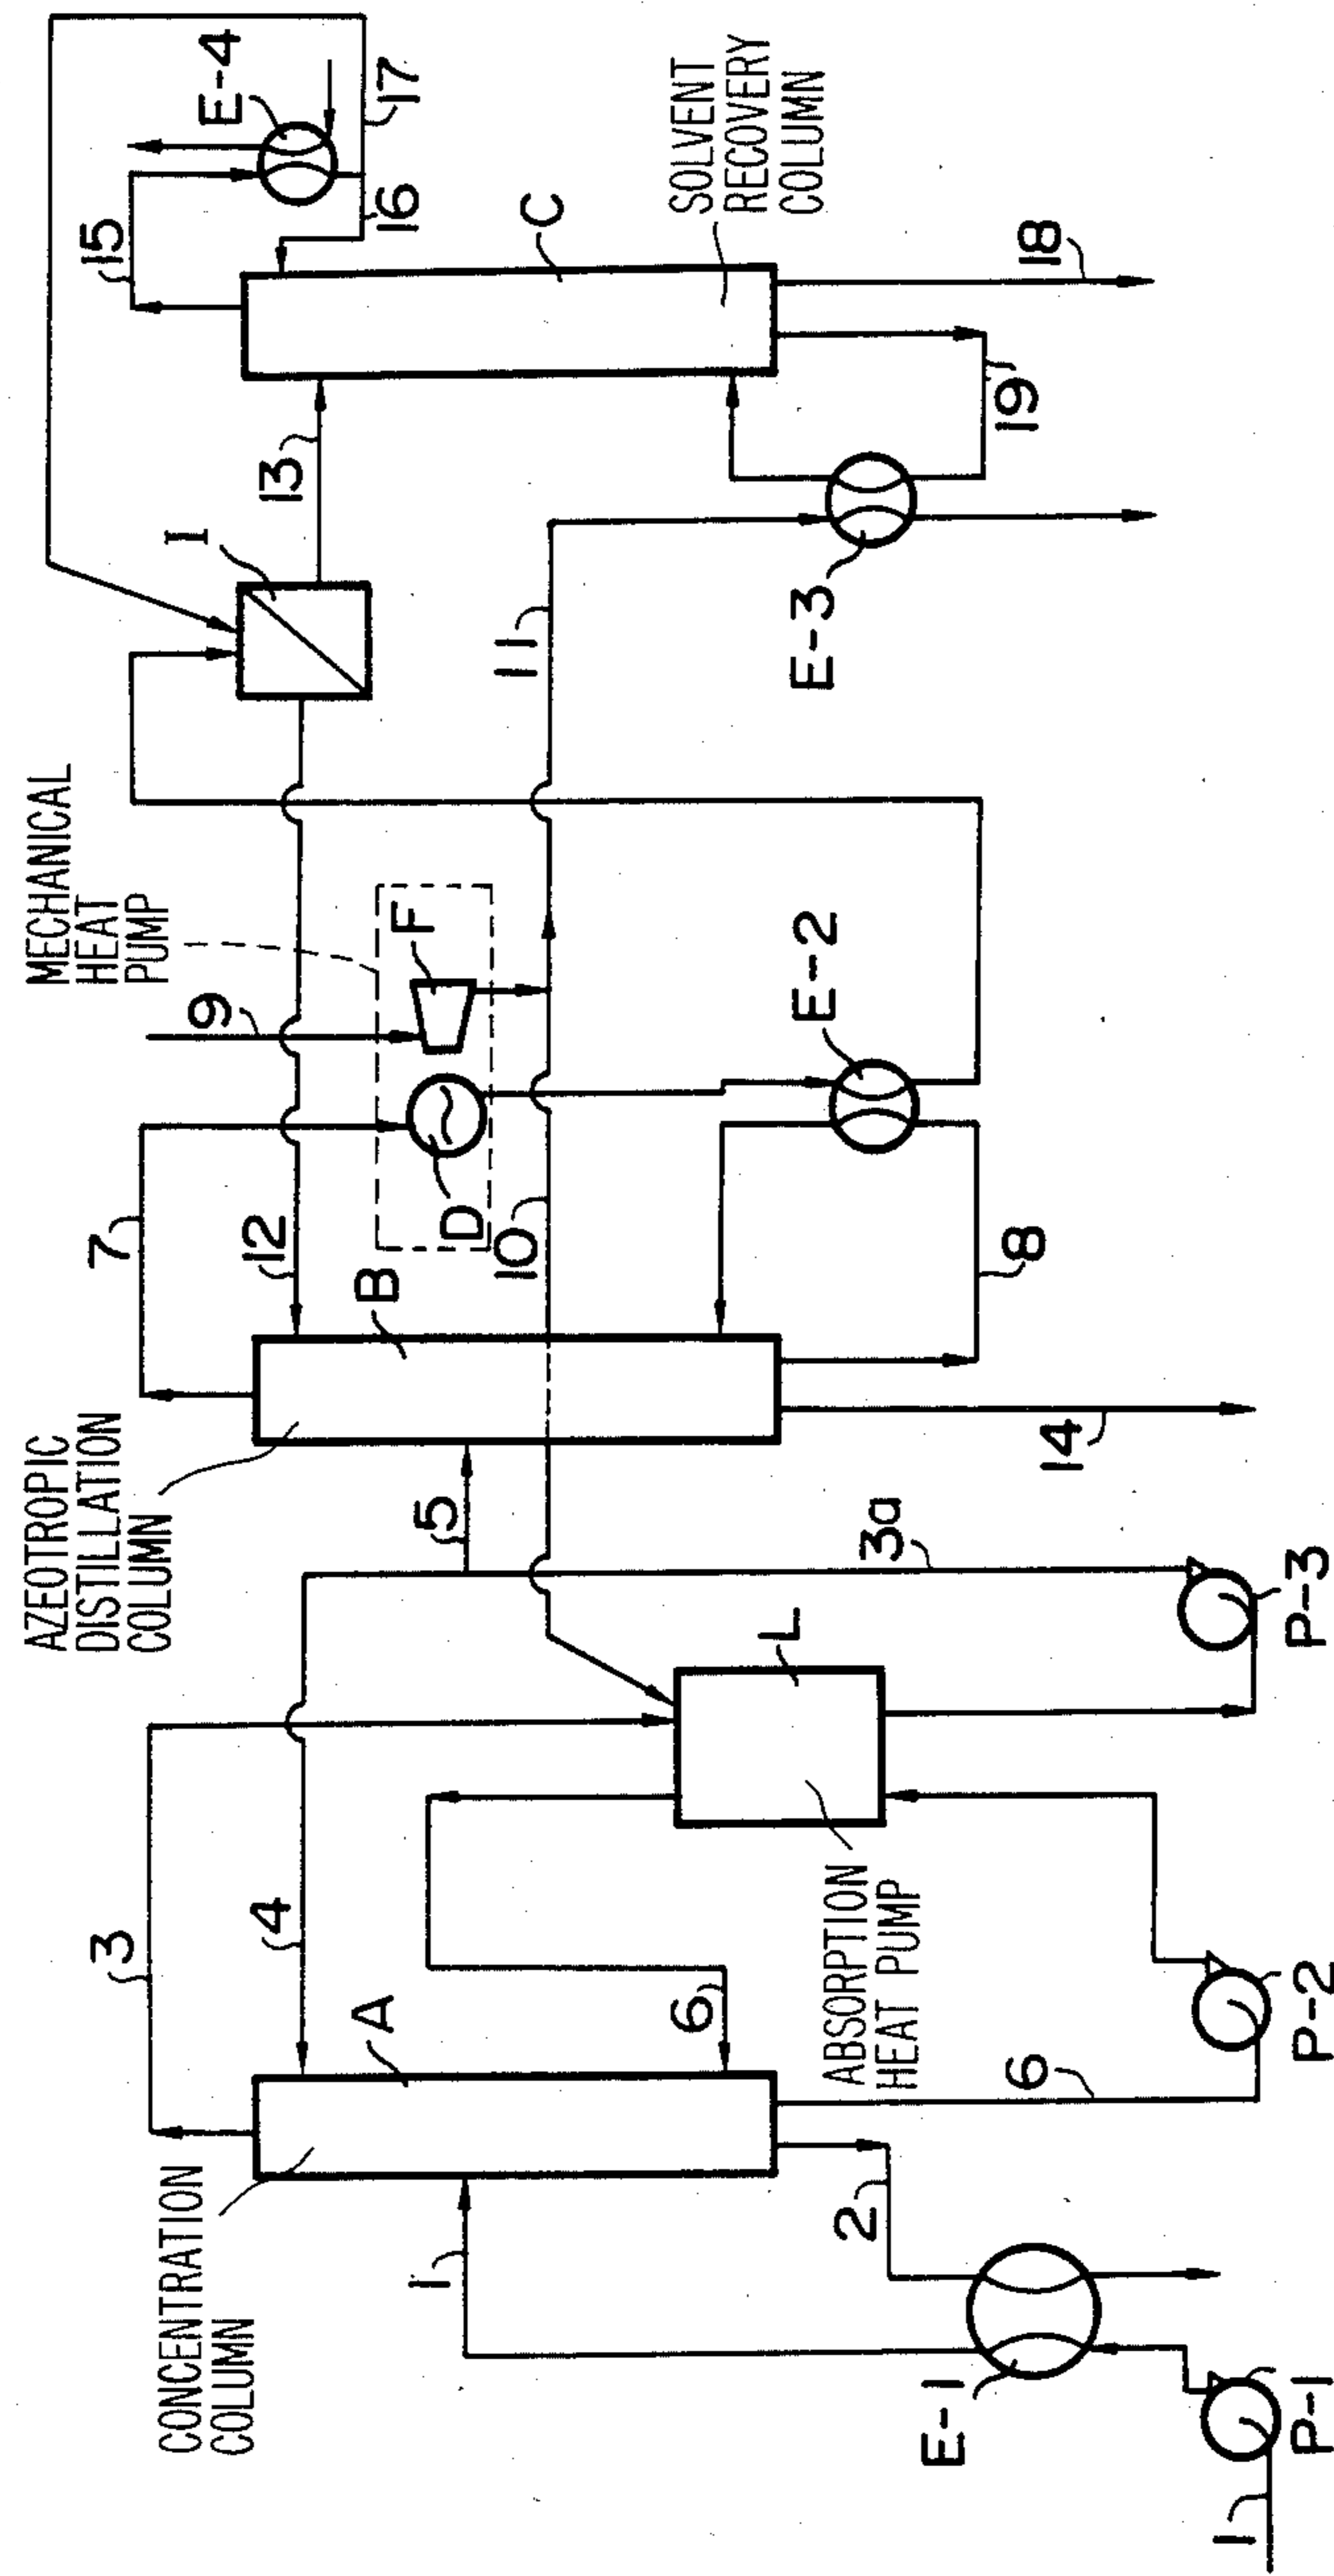 MECHANICAL
HEAT
PUMP
AZEOTROPIC
DISTILLATION
COLUMN
CONCENTRATION
COLUMN
ABSORPTION
HEAT PUMP
SOLVENT
RECOVERY
COLUMN
1
1
2
3
3a
4
5
6
6
7
8
9
10
11
12
13
14
15
16
17
18
19
A
B
C
D
F
I
L
E-1
E-2
E-3
E-4
P-1
P-2
P-3